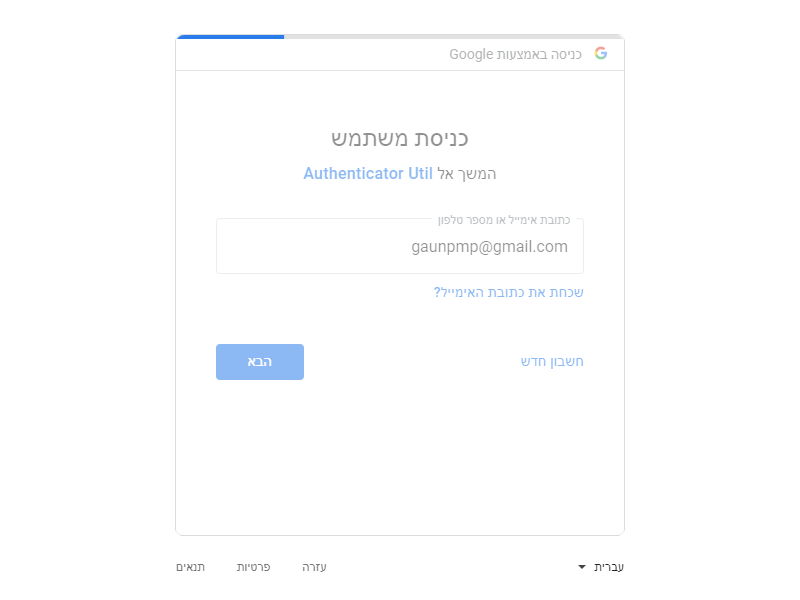 כניסה באמצעות Google
כניסת משתמש
המשך אל Authenticator Util
כתובת אימייל או מספר טלפון
gaunpmp@gmail.com
שכחת את כתובת האימייל?
חשבון חדש
הבא
עברית
עזרה
פרטיות
תנאים